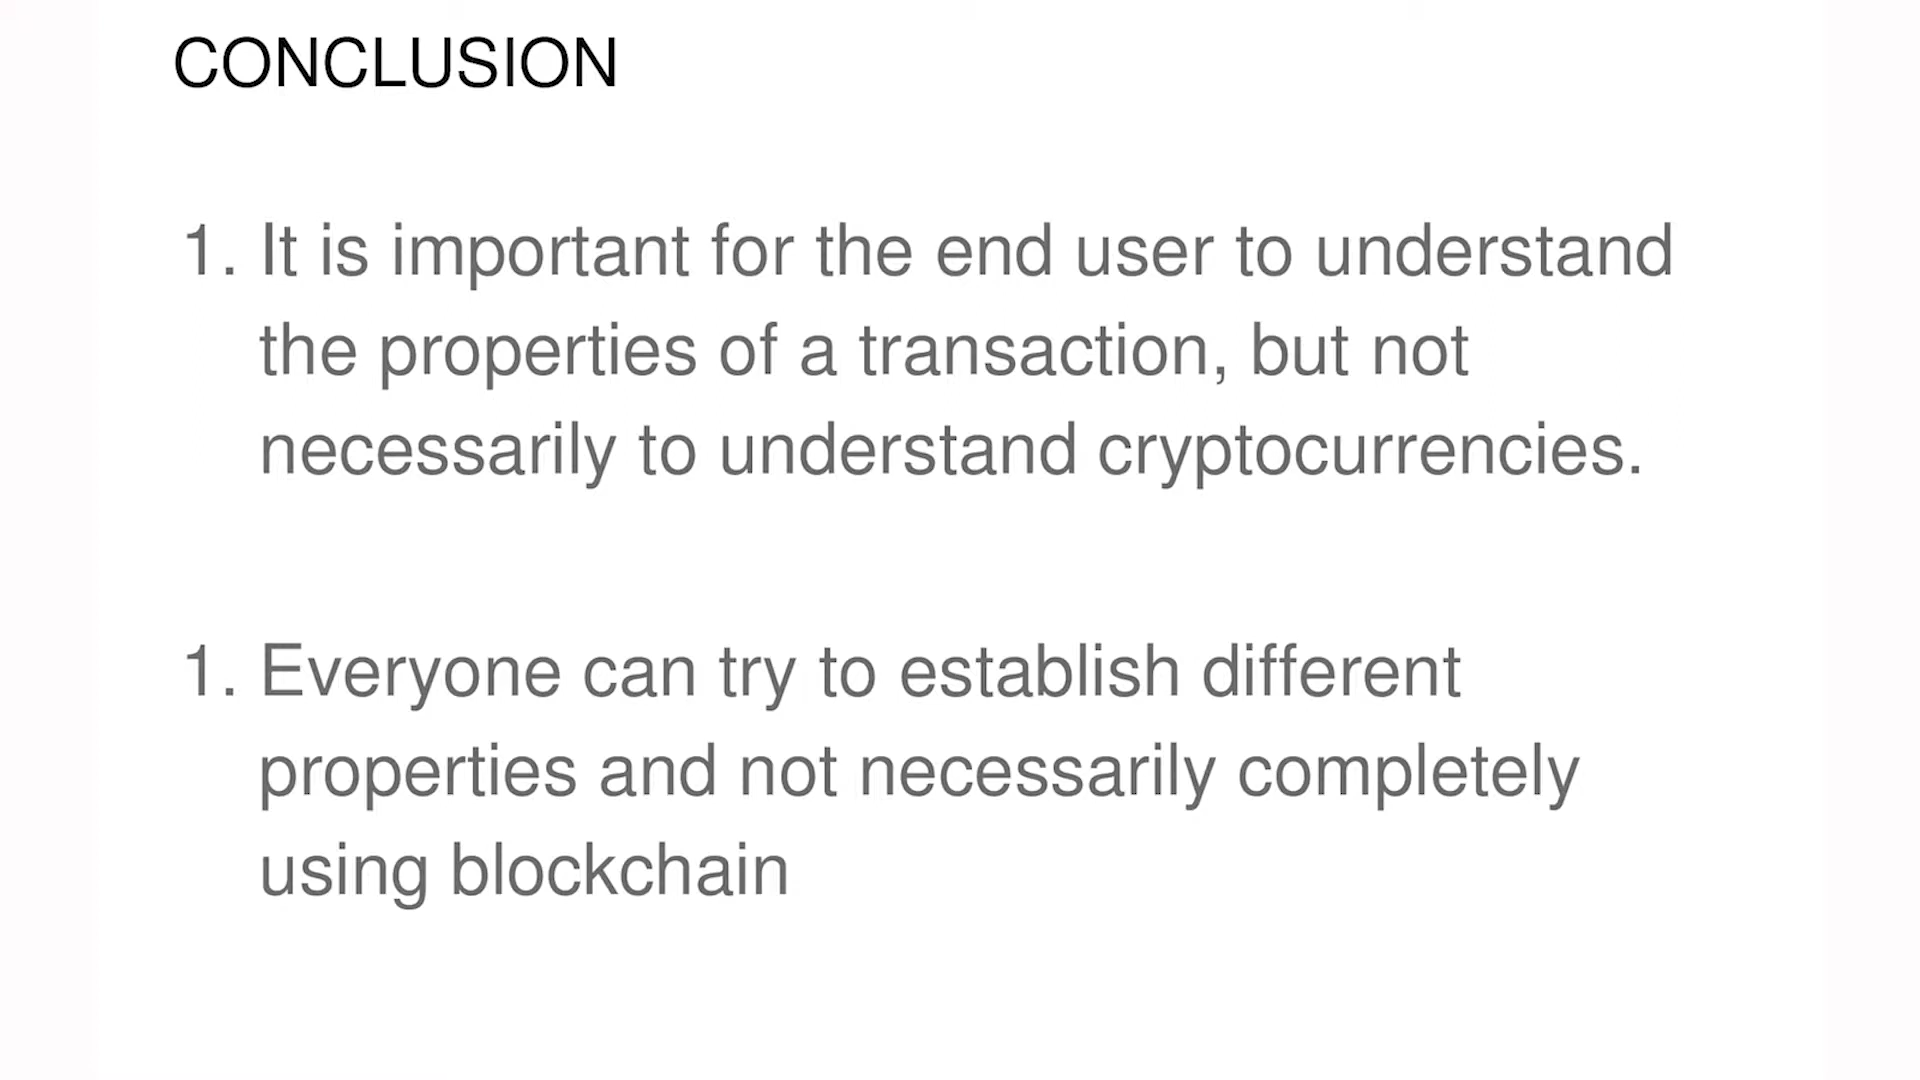 CONCLUSION
1. It is important for the end user to understand
the properties of a transaction, but not
necessarily to understand cryptocurrencies.
1. Everyone can try to establish different
properties and not necessarily completely
using blockchain